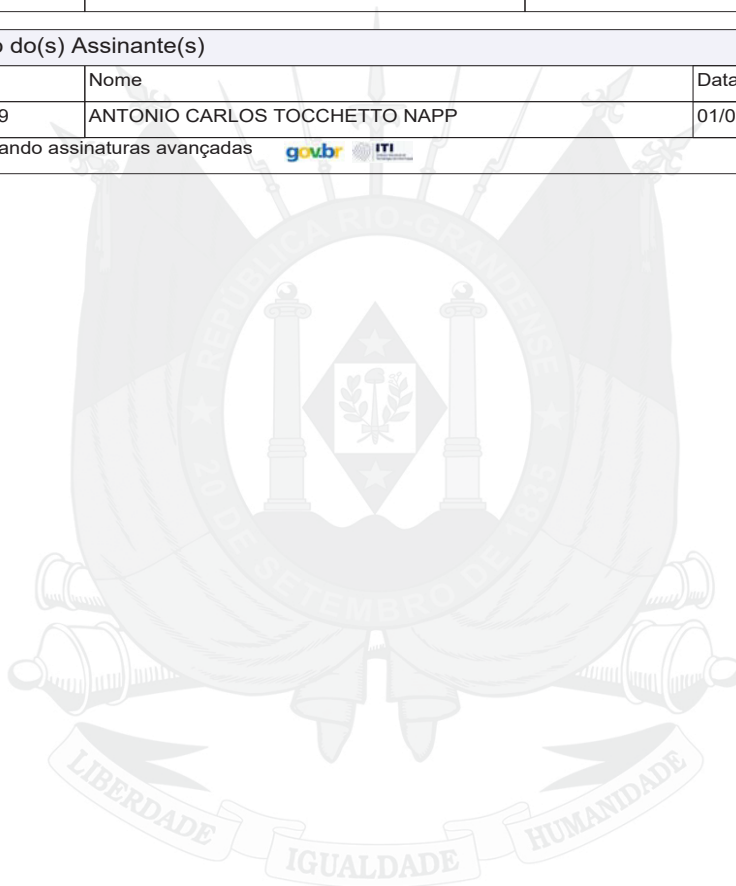 o do(s) Assinante(s)
Nome Data
9 ANTONIO CARLOS TOCCHETTO NAPP 01/0
ando assinaturas avançadas gov.br ITI
REPÚBLICA RIO-GRANDENSE
20 DE SETEMBRO DE 1835
LIBERDADE IGUALDADE HUMANIDADE